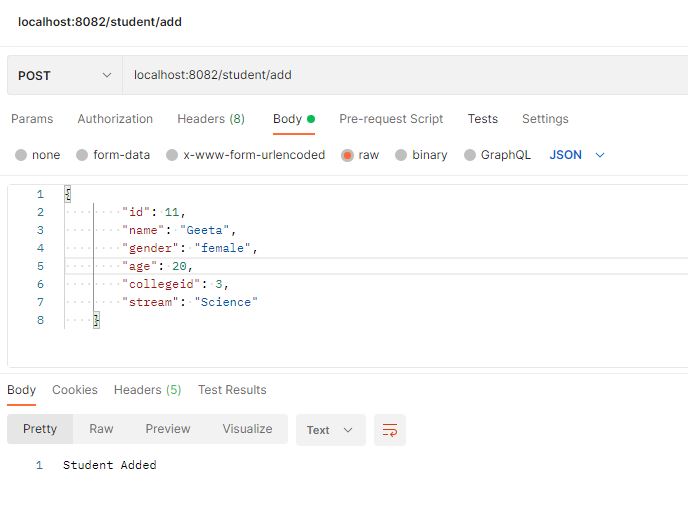 localhost:8082/student/add
POST localhost:8082/student/add
Params Authorization Headers (8) Body Pre-request Script Tests Settings
none form-data x-www-form-urlencoded raw binary GraphQL JSON
1 {
2 "id": 11,
3 "name": "Geeta",
4 "gender": "female",
5 "age": 20,
6 "collegeid": 3,
7 "stream": "Science"
8 }
Body Cookies Headers (5) Test Results
Pretty Raw Preview Visualize Text
1 Student Added